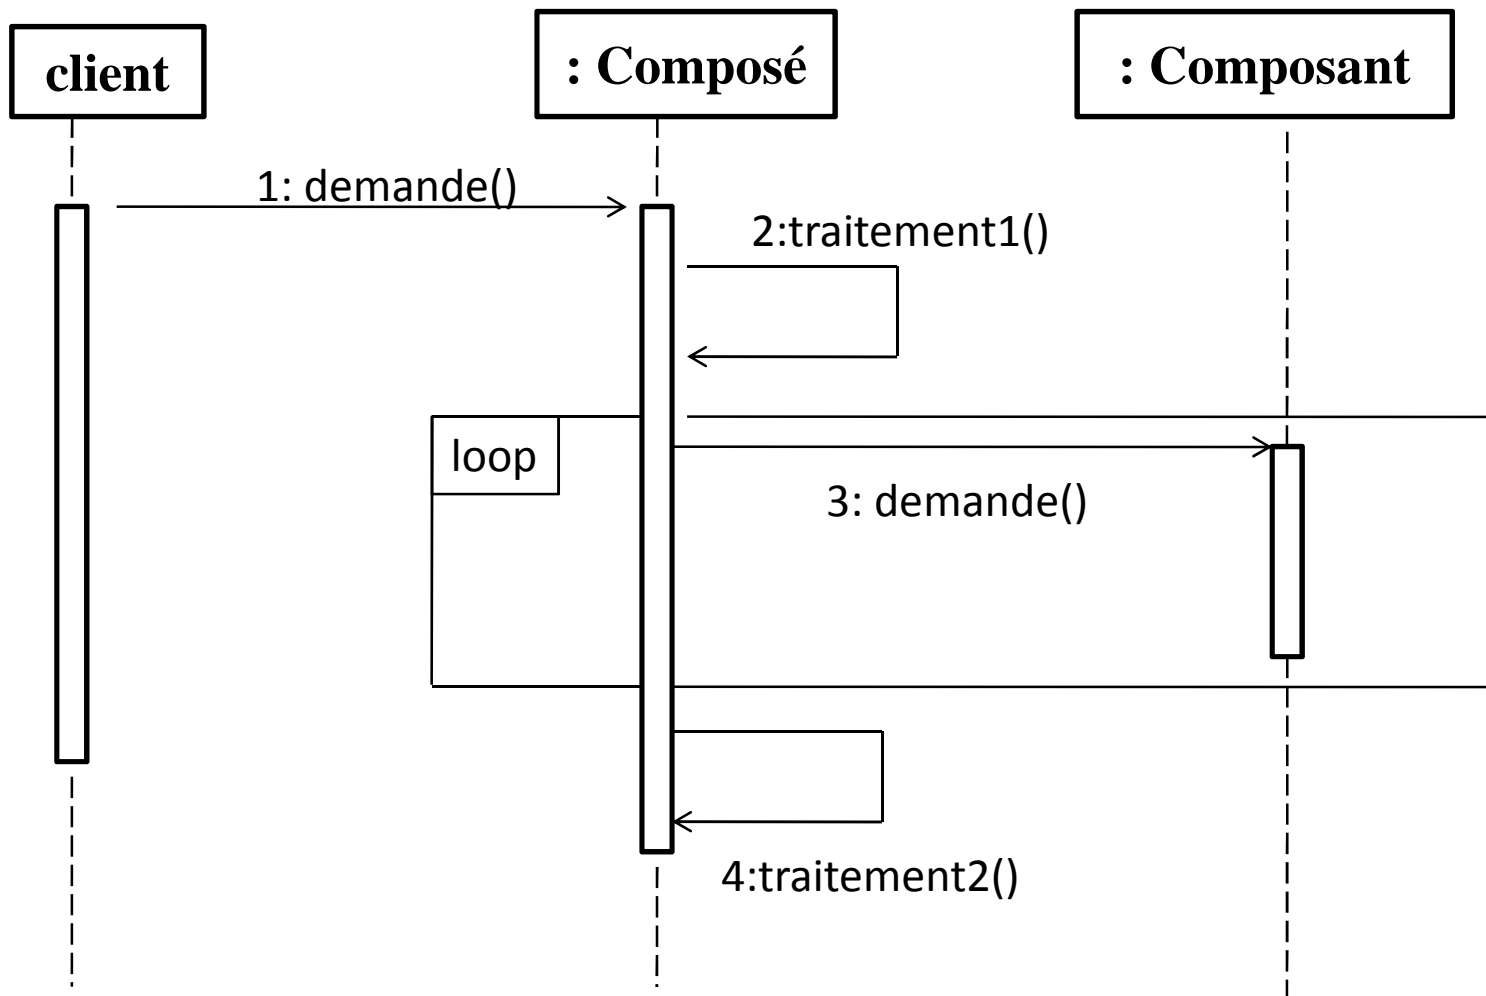 client
: Composé
: Composant
1: demande()
2:traitement1()
loop
3: demande()
4:traitement2()